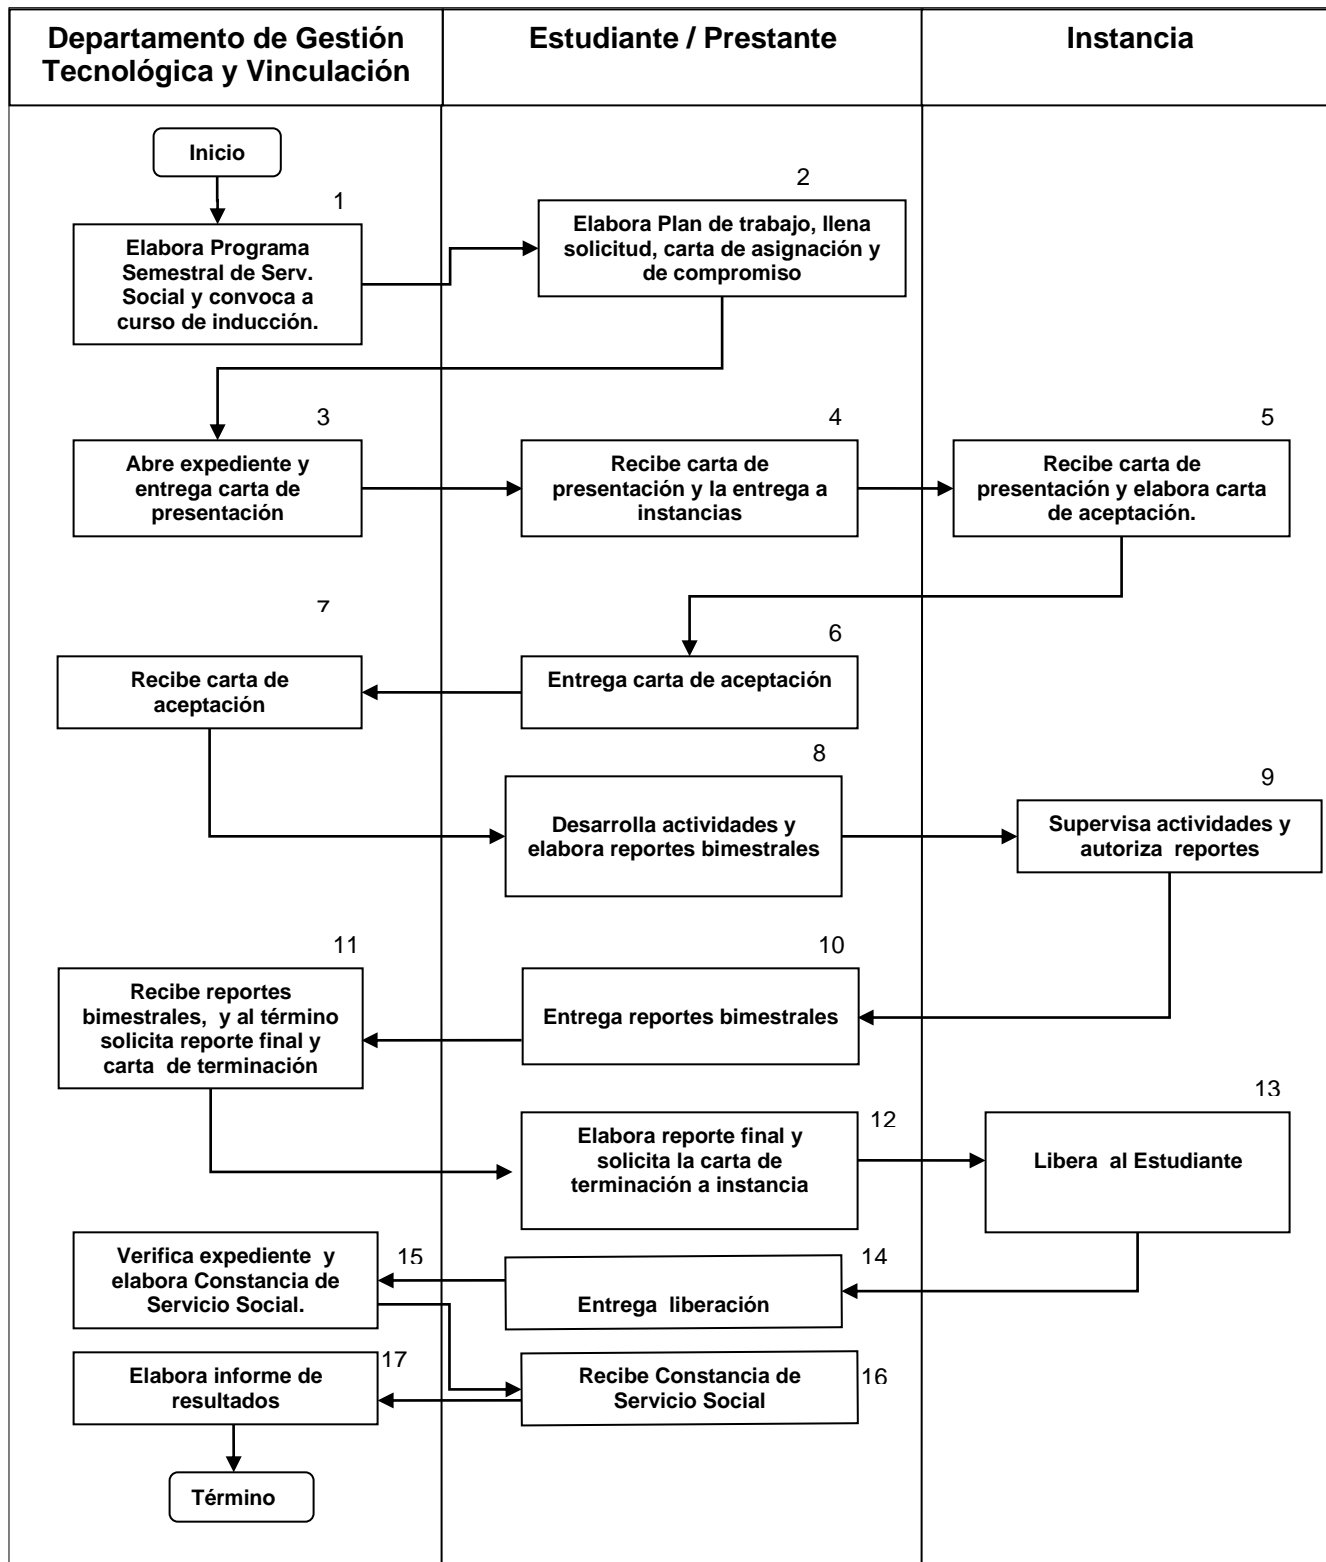 Departamento de Gestión
Tecnológica y Vinculación
Estudiante / Prestante
Instancia
Inicio
1
Elabora Programa
Semestral de Serv.
Social y convoca a
curso de inducción.
2
Elabora Plan de trabajo, llena
solicitud, carta de asignación y
de compromiso
3
Abre expediente y
entrega carta de
presentación
4
Recibe carta de
presentación y la entrega a
instancias
5
Recibe carta de
presentación y elabora carta
de aceptación.
6
Entrega carta de aceptación
7
Recibe carta de
aceptación
8
Desarrolla actividades y
elabora reportes bimestrales
9
Supervisa actividades y
autoriza reportes
10
Entrega reportes bimestrales
11
Recibe reportes
bimestrales, y al término
solicita reporte final y
carta de terminación
12
Elabora reporte final y
solicita la carta de
terminación a instancia
13
Libera al Estudiante
14
Entrega liberación
15
Verifica expediente y
elabora Constancia de
Servicio Social.
16
Recibe Constancia de
Servicio Social
17
Elabora informe de
resultados
Término